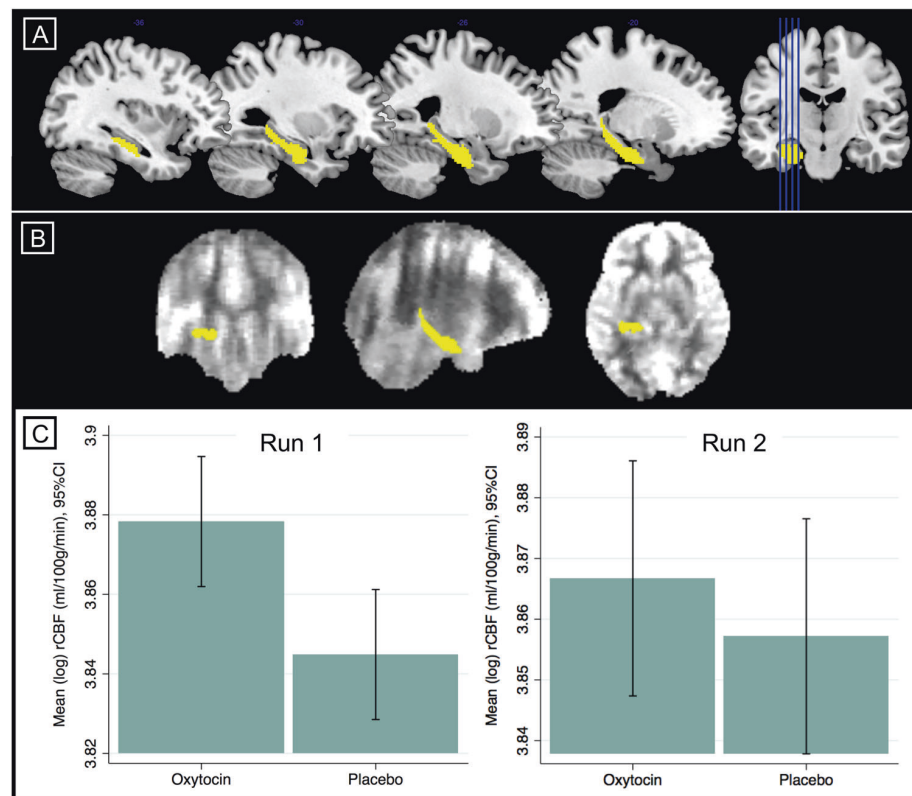 A
-36
-30
-26
-20
B
C
Run 1
Mean (log) rCBF (ml/100g/min), 95%CI
3.9
3.88
3.86
3.84
3.82
Oxytocin
Placebo
Run 2
Mean (log) rCBF (ml/100g/min), 95%CI
3.89
3.88
3.87
3.86
3.85
3.84
Oxytocin
Placebo